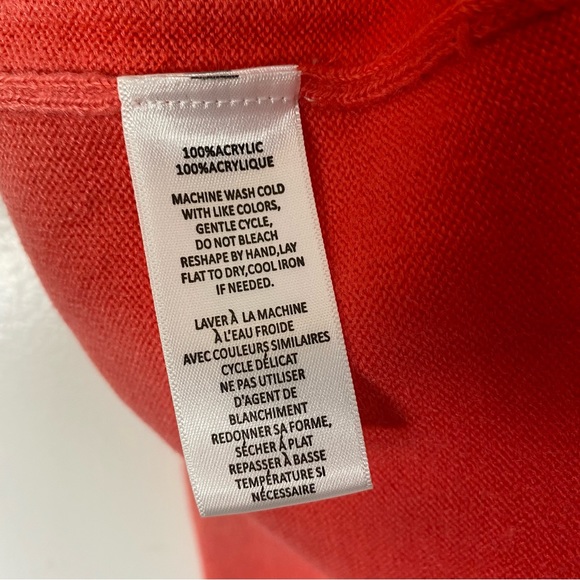 100%ACRYLIC
100%ACRYLIQUE
MACHINE WASH COLD
WITH LIKE COLORS,
GENTLE CYCLE,
DO NOT BLEACH
RESHAPE BY HAND,LAY
FLAT TO DRY,COOL IRON
IF NEEDED.
LAVER À LA MACHINE
À L'EAU FROIDE
AVEC COULEURS SIMILAIRES
CYCLE DÉLICAT
NE PAS UTILISER
D'AGENT DE
BLANCHIMENT
REDONNER SA FORME,
SÉCHER À PLAT
REPASSER À BASSE
TEMPÉRATURE SI
NÉCESSAIRE